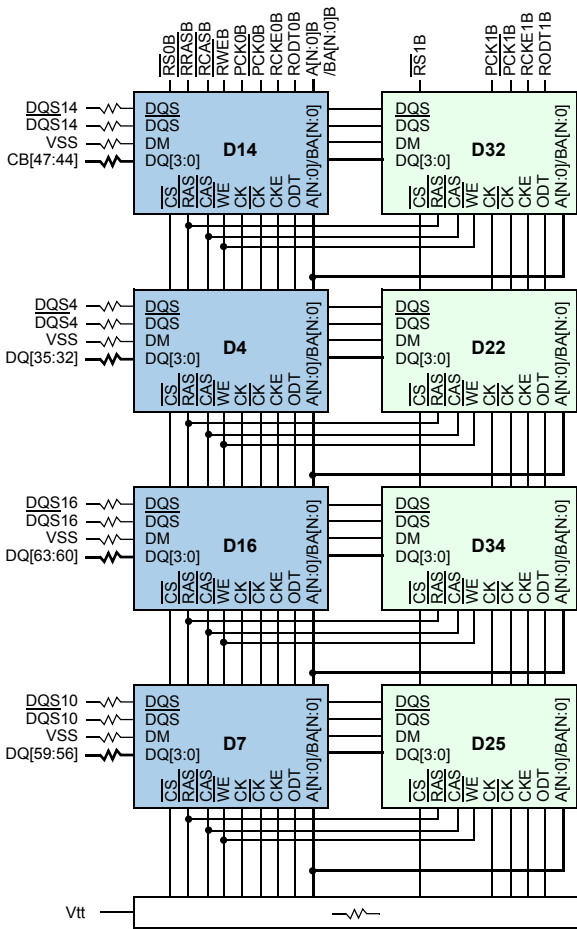 RS0B
RRASB
RCASB
RWEB
PCK0B
PCK0B
RCKE0B
RODT0B
A[N:0]B
/BA[N:0]B
RS1B
PCK1B
PCK1B
RCKE1B
RODT1B
DQS14
DQS14
VSS
CB[47:44]
DQS
DQS
DM
DQ[3:0]
D14
CS
RAS
CAS
WE
CK
CK
CKE
ODT
A[N:0]/BA[N:0]
DQS
DQS
DM
DQ[3:0]
D32
CS
RAS
CAS
WE
CK
CK
CKE
ODT
A[N:0]/BA[N:0]
DQS4
DQS4
VSS
DQ[35:32]
DQS
DQS
DM
DQ[3:0]
D4
CS
RAS
CAS
WE
CK
CK
CKE
ODT
A[N:0]/BA[N:0]
DQS
DQS
DM
DQ[3:0]
D22
CS
RAS
CAS
WE
CK
CK
CKE
ODT
A[N:0]/BA[N:0]
DQS16
DQS16
VSS
DQ[63:60]
DQS
DQS
DM
DQ[3:0]
D16
CS
RAS
CAS
WE
CK
CK
CKE
ODT
A[N:0]/BA[N:0]
DQS
DQS
DM
DQ[3:0]
D34
CS
RAS
CAS
WE
CK
CK
CKE
ODT
A[N:0]/BA[N:0]
DQS10
DQS10
VSS
DQ[59:56]
DQS
DQS
DM
DQ[3:0]
D7
CS
RAS
CAS
WE
CK
CK
CKE
ODT
A[N:0]/BA[N:0]
DQS
DQS
DM
DQ[3:0]
D25
CS
RAS
CAS
WE
CK
CK
CKE
ODT
A[N:0]/BA[N:0]
Vtt